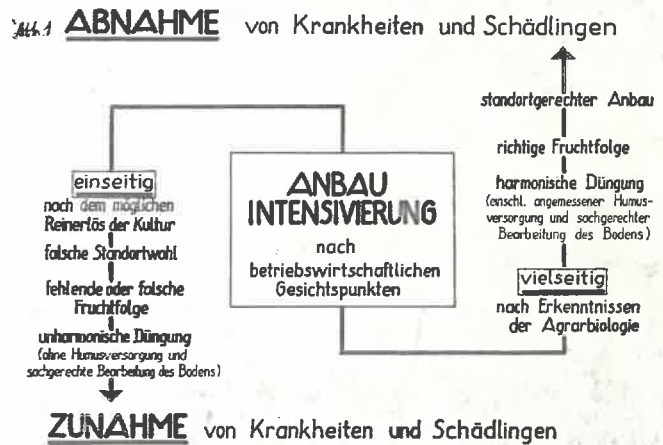 Abb.1 ABNAHME von Krankheiten und Schädlingen
einseitig
nach dem möglichen
Reinerlös der Kultur
falsche Standortwahl
fehlende oder falsche
Fruchtfolge
unharmonische Düngung
(ohne Humusversorgung und
sachgerechte Bearbeitung des Bodens)
ANBAU
INTENSIVIERUNG
nach
betriebswirtschaftlichen
Gesichtspunkten
standortgerechter Anbau
richtige Fruchtfolge
harmonische Düngung
(einschl. angemessener Humus-
versorgung und sachgerechter
Bearbeitung des Bodens)
vielseitig
nach Erkenntnissen
der Agrarbiologie
ZUNAHME von Krankheiten und Schädlingen